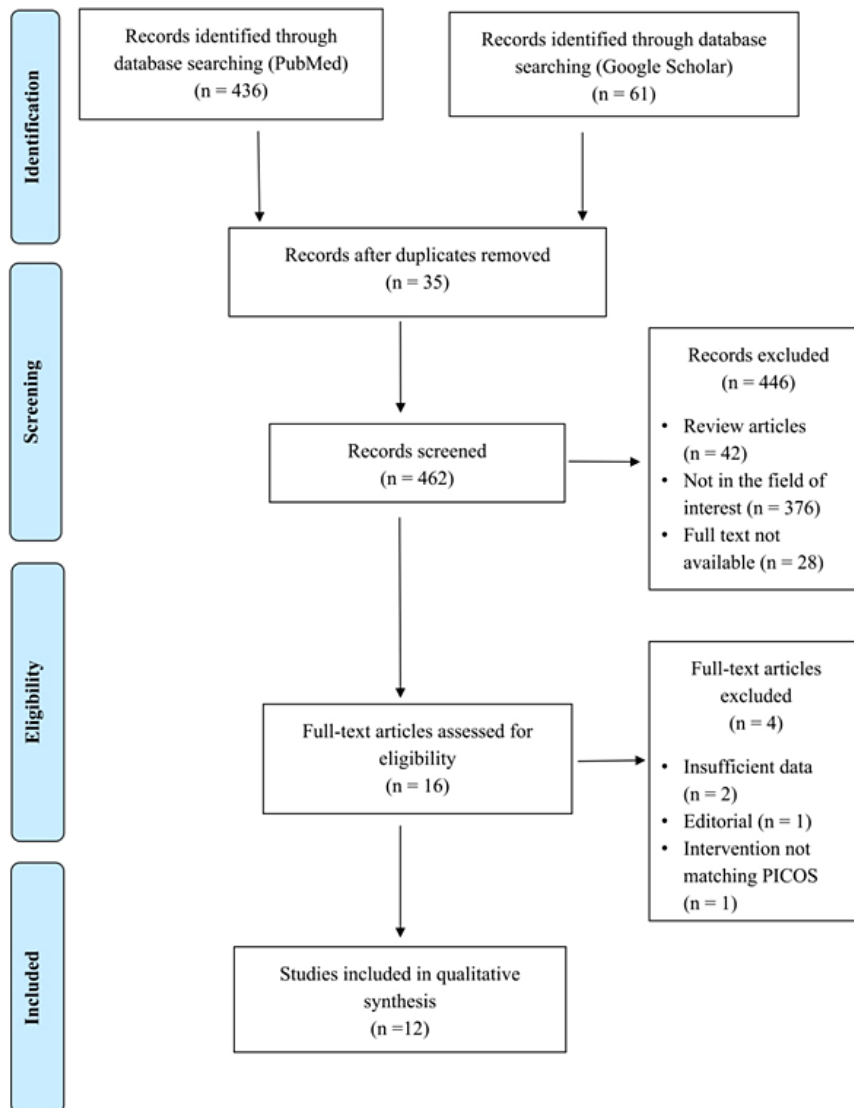 Identification
Records identified through
database searching (PubMed)
(n = 436)
Records identified through database
searching (Google Scholar)
(n = 61)
Records after duplicates removed
(n = 35)
Screening
Records screened
(n = 462)
Records excluded
(n = 446)
• Review articles
(n = 42)
• Not in the field of
interest (n = 376)
• Full text not
available (n = 28)
Eligibility
Full-text articles assessed for
eligibility
(n = 16)
Full-text articles
excluded
(n = 4)
• Insufficient data
(n = 2)
• Editorial (n = 1)
• Intervention not
matching PICOS
(n = 1)
Included
Studies included in qualitative
synthesis
(n =12)